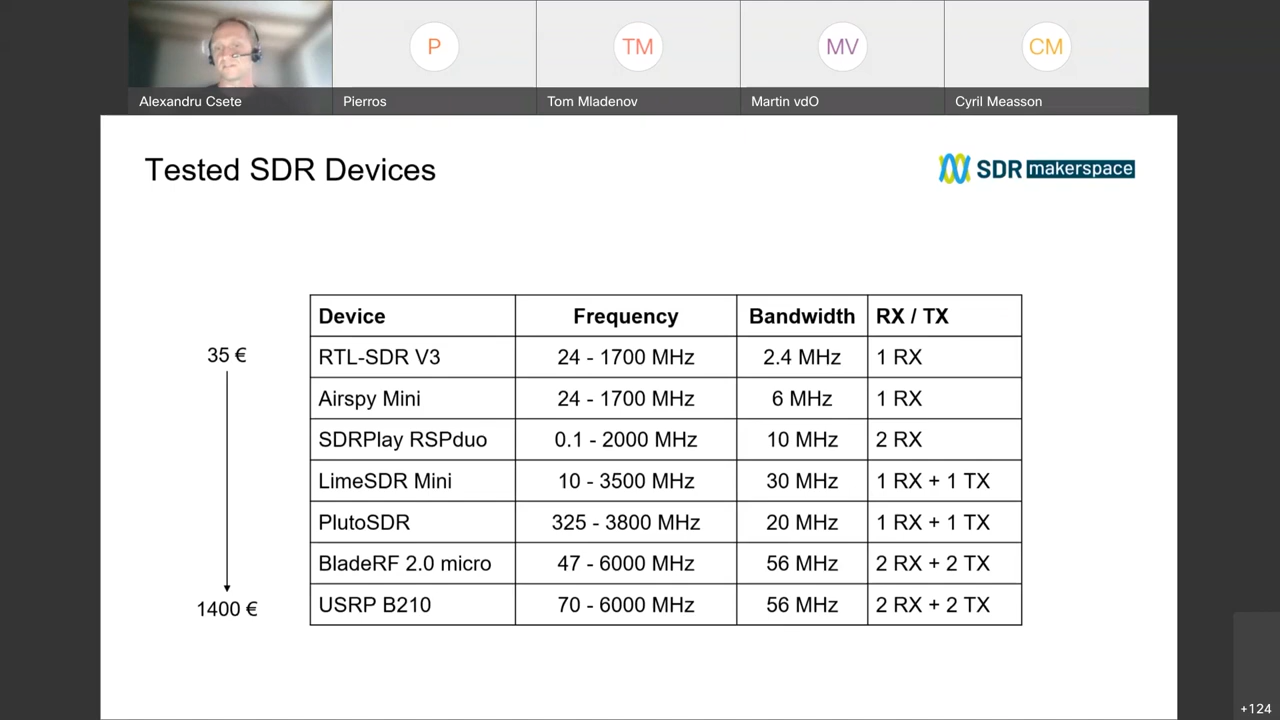 P
TM
MV
CM
Alexandru Csete
Pierros
Tom Mladenov
Martin vdO
Cyril Measson
Tested SDR Devices
SDR makerspace
Device Frequency Bandwidth RX / TX
35 €
RTL-SDR V3 24 - 1700 MHz 2.4 MHz 1 RX
Airspy Mini 24 - 1700 MHz 6 MHz 1 RX
SDRPlay RSPduo 0.1 - 2000 MHz 10 MHz 2 RX
LimeSDR Mini 10 - 3500 MHz 30 MHz 1 RX + 1 TX
PlutoSDR 325 - 3800 MHz 20 MHz 1 RX + 1 TX
BladeRF 2.0 micro 47 - 6000 MHz 56 MHz 2 RX + 2 TX
1400 €
USRP B210 70 - 6000 MHz 56 MHz 2 RX + 2 TX
+124